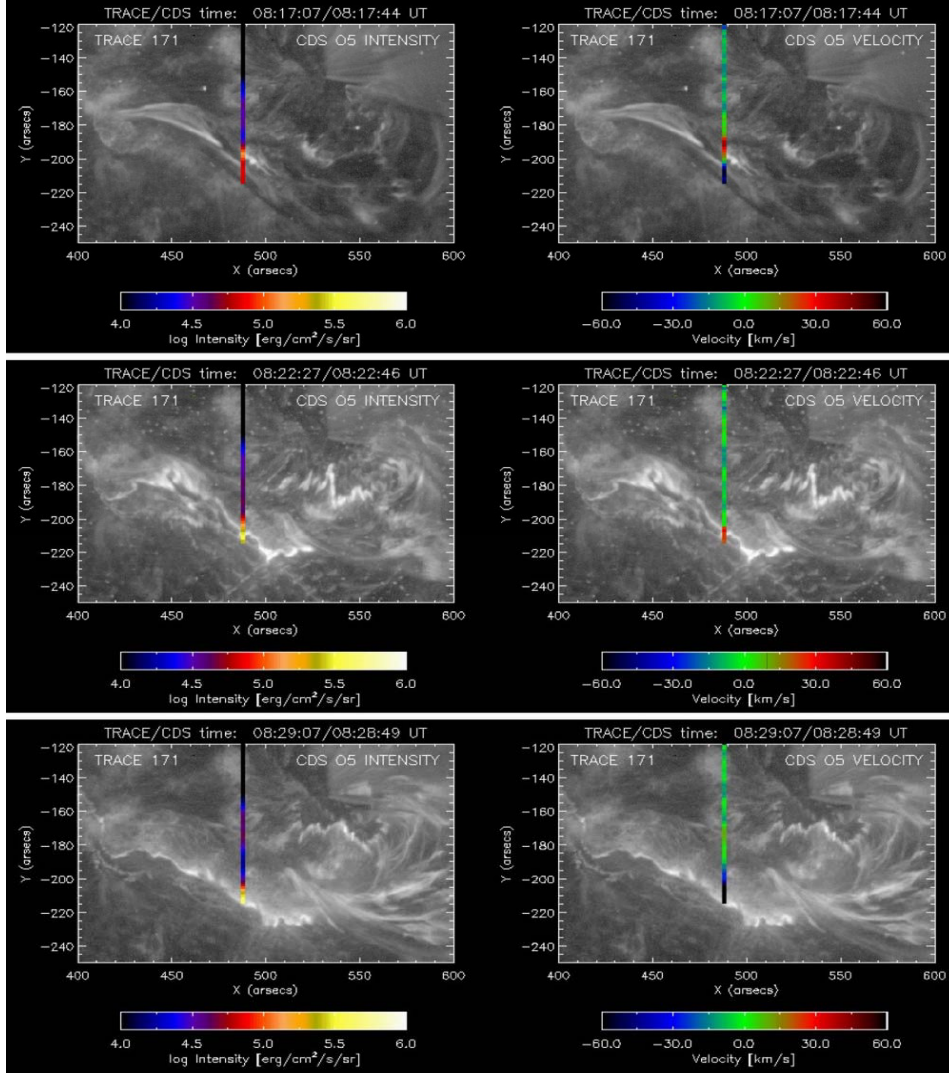 TRACE/CDS time: 08:17:07/08:17:44 UT
TRACE 171 CDS O5 INTENSITY
-120
-140
-160
-180
-200
-220
-240
Y (arsecs)
400 450 500 550 600
X (arsecs)
4.0 4.5 5.0 5.5 6.0
log Intensity [erg/cm²/s/sr]
TRACE/CDS time: 08:17:07/08:17:44 UT
TRACE 171 CDS O5 VELOCITY
-120
-140
-160
-180
-200
-220
-240
Y (arsecs)
400 450 500 550 600
X (arsecs)
-60.0 -30.0 0.0 30.0 60.0
Velocity [km/s]
TRACE/CDS time: 08:22:27/08:22:46 UT
TRACE 171 CDS O5 INTENSITY
-120
-140
-160
-180
-200
-220
-240
Y (arsecs)
400 450 500 550 600
X (arsecs)
4.0 4.5 5.0 5.5 6.0
log Intensity [erg/cm²/s/sr]
TRACE/CDS time: 08:22:27/08:22:46 UT
TRACE 171 CDS O5 VELOCITY
-120
-140
-160
-180
-200
-220
-240
Y (arsecs)
400 450 500 550 600
X (arsecs)
-60.0 -30.0 0.0 30.0 60.0
Velocity [km/s]
TRACE/CDS time: 08:29:07/08:28:49 UT
TRACE 171 CDS O5 INTENSITY
-120
-140
-160
-180
-200
-220
-240
Y (arsecs)
400 450 500 550 600
X (arsecs)
4.0 4.5 5.0 5.5 6.0
log Intensity [erg/cm²/s/sr]
TRACE/CDS time: 08:29:07/08:28:49 UT
TRACE 171 CDS O5 VELOCITY
-120
-140
-160
-180
-200
-220
-240
Y (arsecs)
400 450 500 550 600
X (arsecs)
-60.0 -30.0 0.0 30.0 60.0
Velocity [km/s]